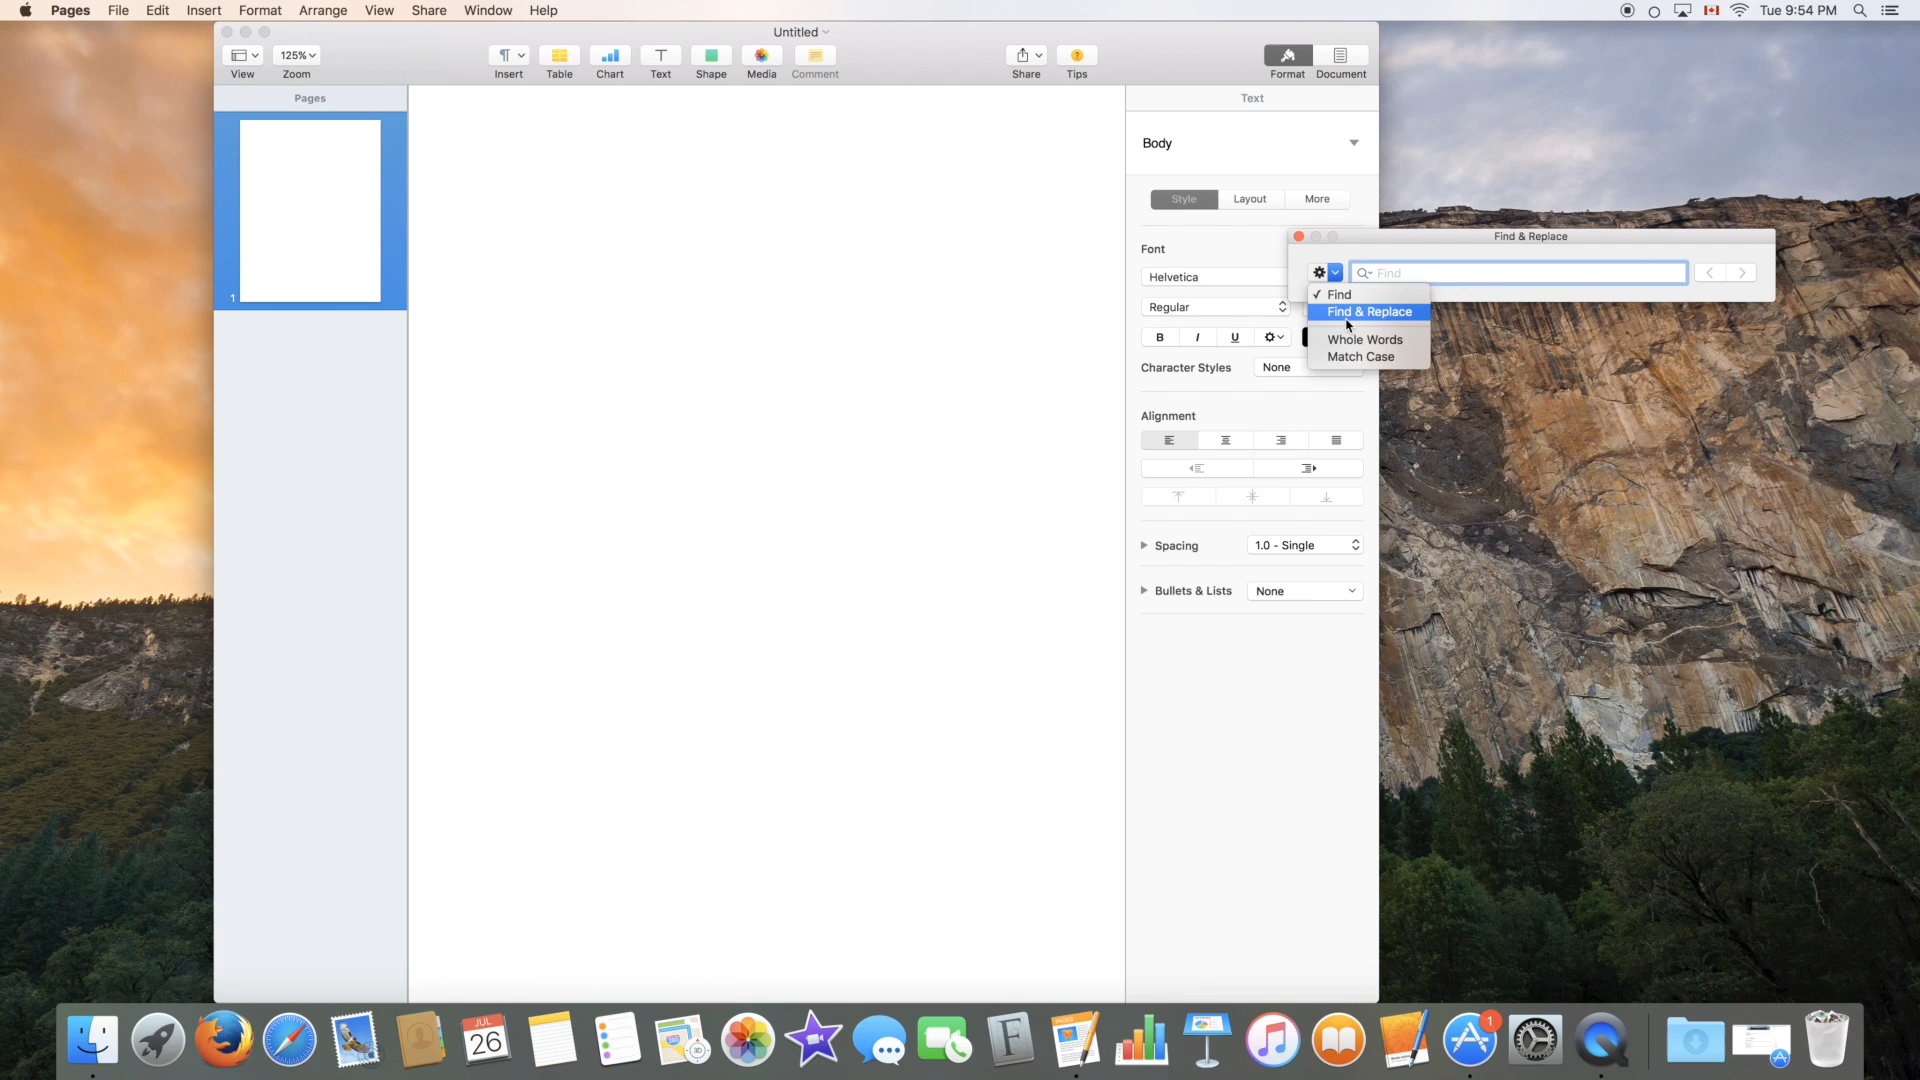 Pages File Edit Insert Format Arrange View Share Window Help
Tue 9:54 PM
Untitled
125%
View Zoom Insert Table Chart Text Shape Media Comment Share Tips Format Document
Pages
Text
1
Body
Style Layout More
Font
Helvetica
Regular
B I U
Character Styles None
Alignment
Spacing 1.0 - Single
Bullets & Lists None
Find & Replace
Find
Find
Find & Replace
Whole Words
Match Case
JUL
26
3D
PAGES
1